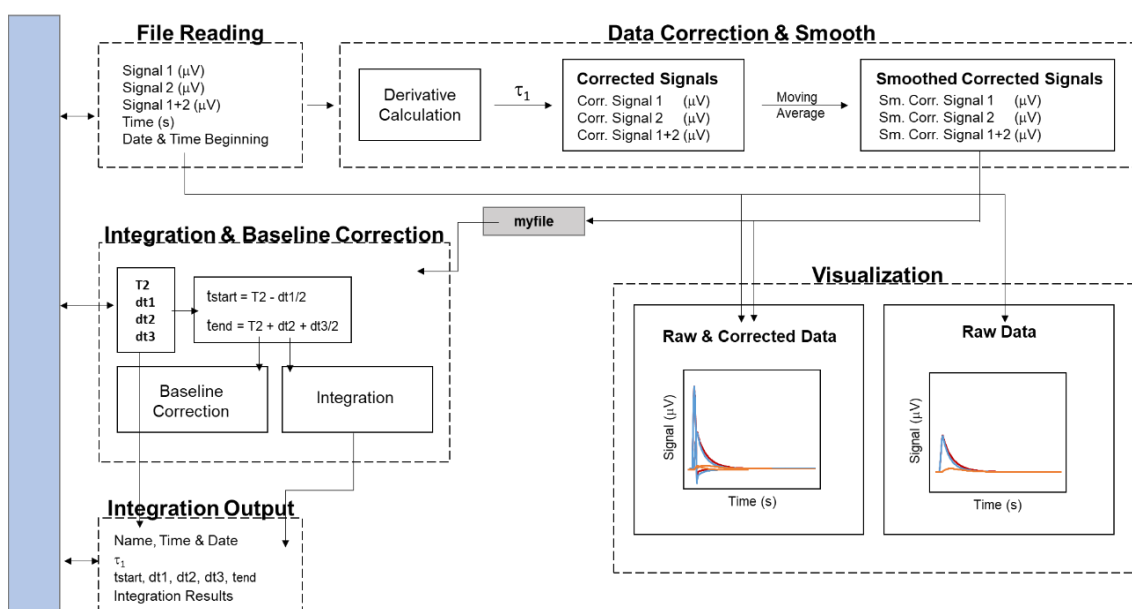 File Reading
Signal 1 (µV)
Signal 2 (µV)
Signal 1+2 (µV)
Time (s)
Date & Time Beginning
Data Correction & Smooth
Derivative
Calculation
τ1
Corrected Signals
Corr. Signal 1 (µV)
Corr. Signal 2 (µV)
Corr. Signal 1+2 (µV)
Moving
Average
Smoothed Corrected Signals
Sm. Corr. Signal 1 (µV)
Sm. Corr. Signal 2 (µV)
Sm. Corr. Signal 1+2 (µV)
myfile
Integration & Baseline Correction
T2
dt1
dt2
dt3
tstart = T2 - dt1/2
tend = T2 + dt2 + dt3/2
Baseline
Correction
Integration
Visualization
Raw & Corrected Data
Signal (µV)
Time (s)
Raw Data
Signal (µV)
Time (s)
Integration Output
Name, Time & Date
τ1
tstart, dt1, dt2, dt3, tend
Integration Results